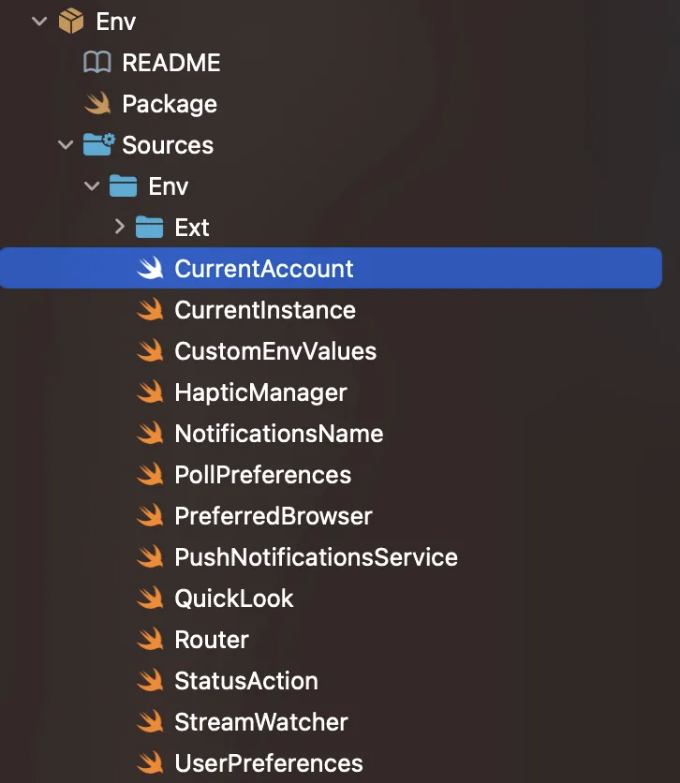 Env
README
Package
Sources
Env
Ext
CurrentAccount
CurrentInstance
CustomEnvValues
HapticManager
NotificationsName
PollPreferences
PreferredBrowser
PushNotificationsService
QuickLook
Router
StatusAction
StreamWatcher
UserPreferences